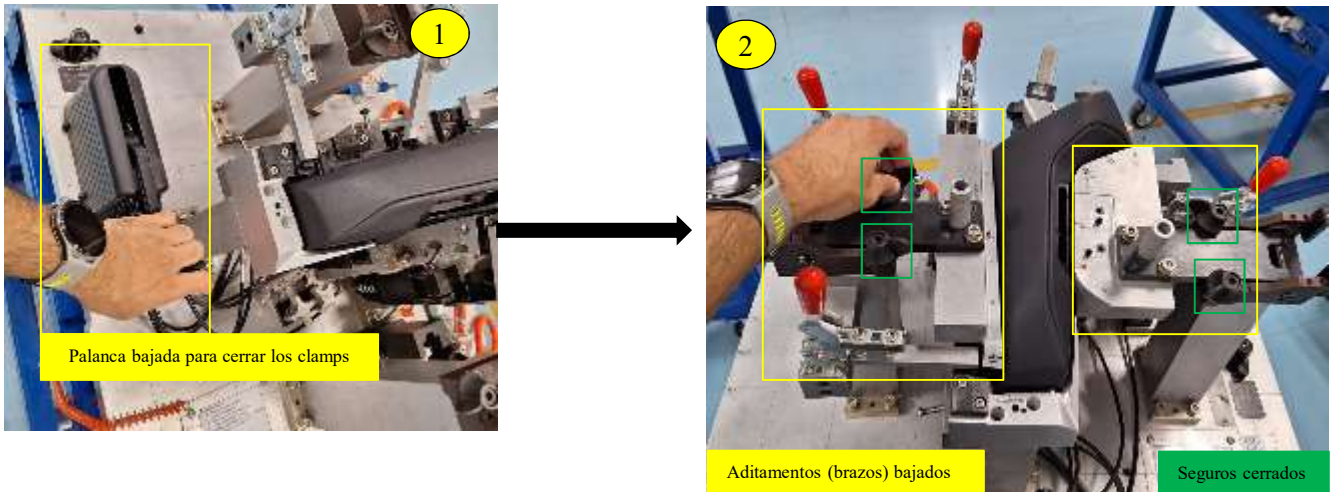 1
2
Palanca bajada para cerrar los clamps
Aditamentos (brazos) bajados
Seguros cerrados